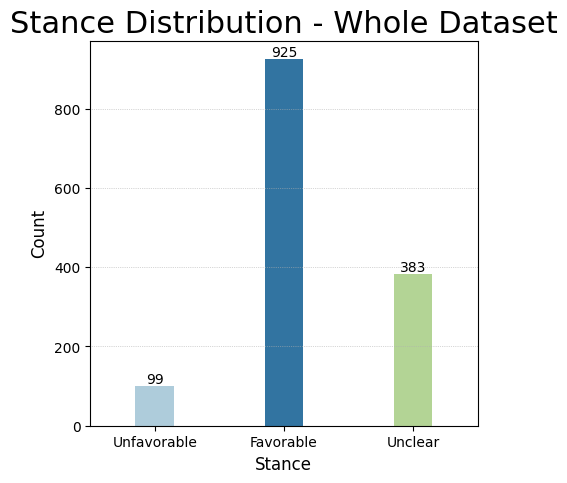 Stance Distribution - Whole Dataset
925
800
600
Count
400
383
200
99
0
Unfavorable
Favorable
Unclear
Stance